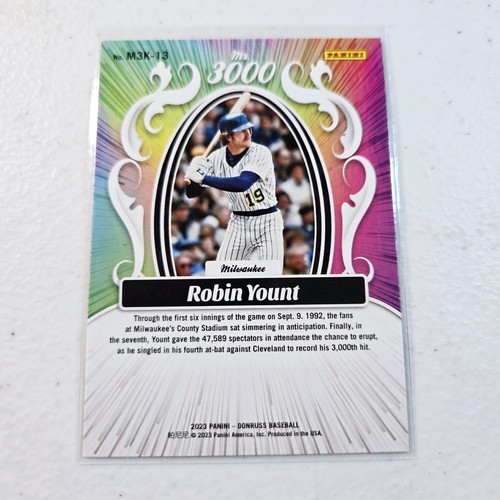 No. M3K-13
PANINI
Mr.
3000
19
Milwaukee
Robin Yount
Through the first six innings of the game on Sept. 9. 1992, the fans
at Milwaukee's County Stadium sat simmering in anticipation. Finally, in
the seventh, Yount gave the 47,589 spectators in attendance the chance to erupt,
as he singled in his fourth at-bat against Cleveland to record his 3,000th hit.
2023 PANINI – DONRUSS BASEBALL
帕尼尼 © 2023 Panini America, Inc. Produced in the USA.